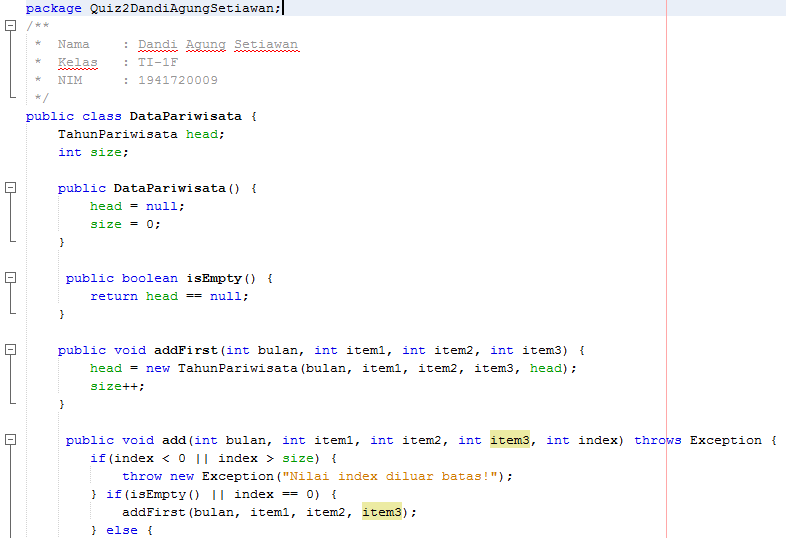 package Quiz2DandiAgungSetiawan;
/**
 *  Nama    : Dandi Agung Setiawan
 *  Kelas   : TI-1F
 *  NIM     : 1941720009
 */
public class DataPariwisata {
    TahunPariwisata head;
    int size;
    public DataPariwisata() {
        head = null;
        size = 0;
    }
     public boolean isEmpty() {
        return head == null;
    }
    public void addFirst(int bulan, int item1, int item2, int item3) {
        head = new TahunPariwisata(bulan, item1, item2, item3, head);
        size++;
    }
     public void add(int bulan, int item1, int item2, int item3, int index) throws Exception {
        if(index < 0 || index > size) {
            throw new Exception("Nilai index diluar batas!");
        } if(isEmpty() || index == 0) {
            addFirst(bulan, item1, item2, item3);
        } else {